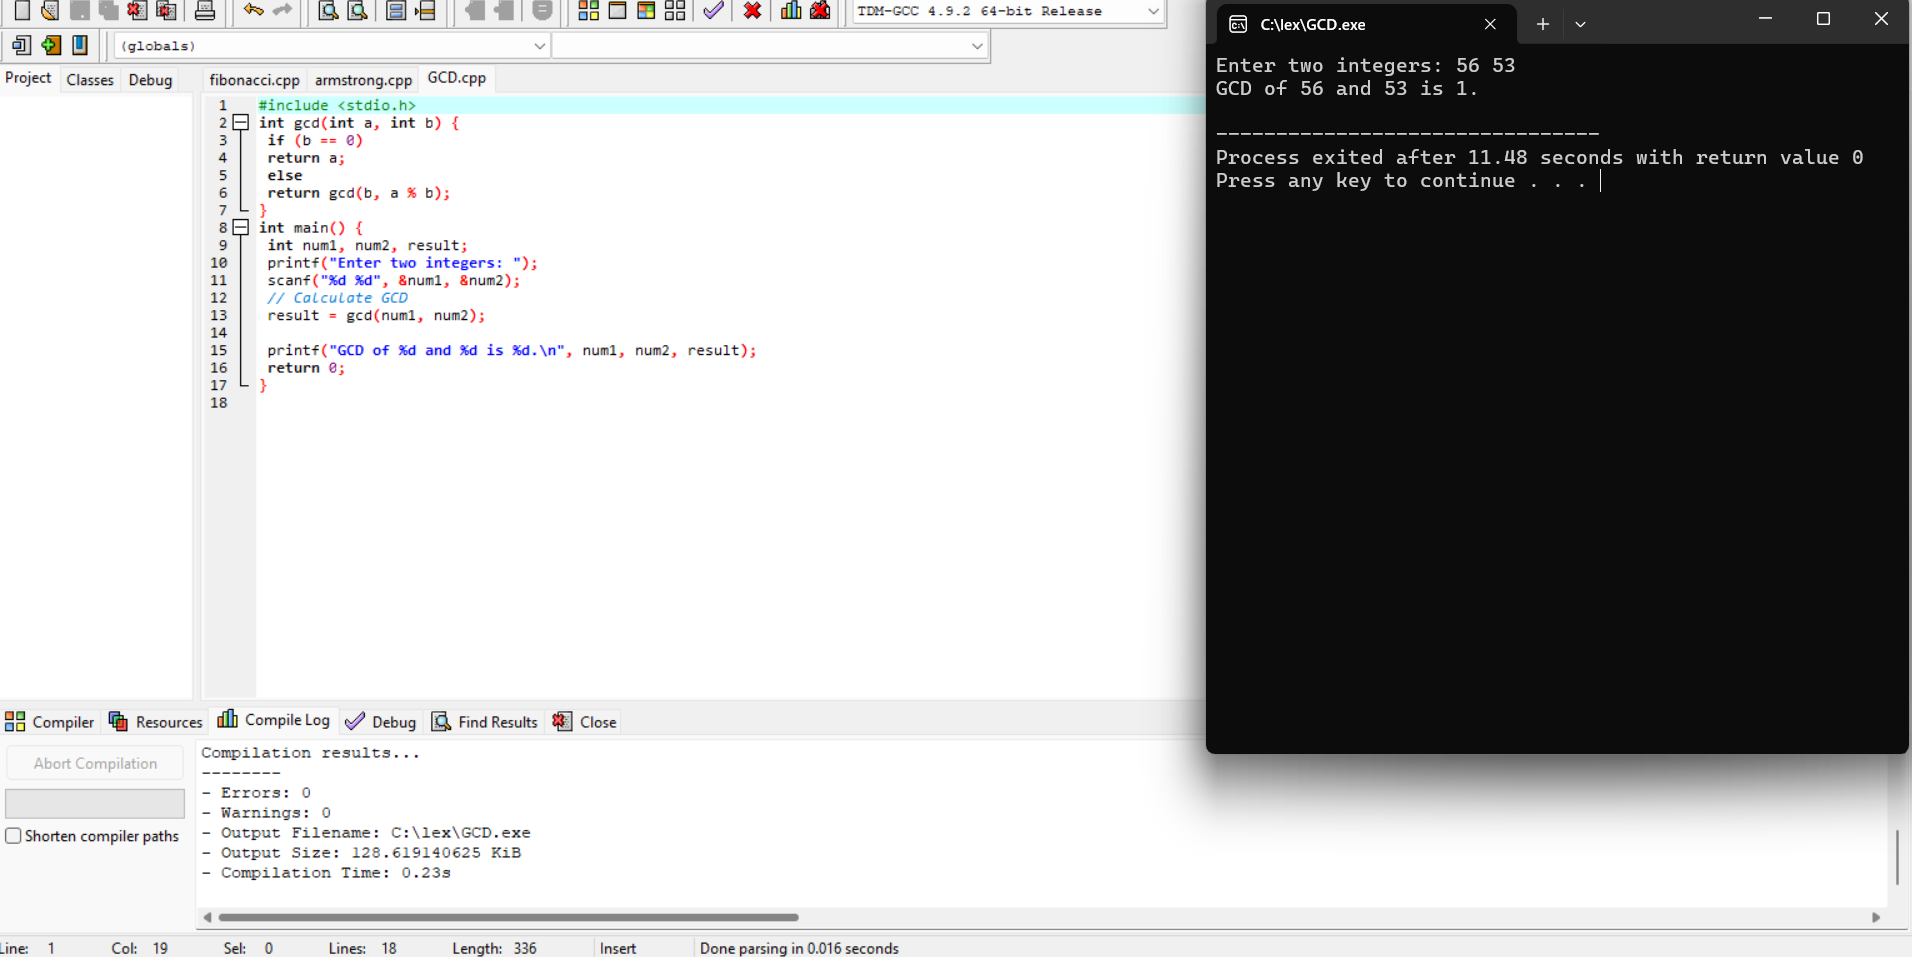 TDM-GCC 4.9.2 64-bit Release
(globals)
Project Classes Debug
fibonacci.cpp armstrong.cpp GCD.cpp
1 #include <stdio.h>
2 int gcd(int a, int b) {
3 if (b == 0)
4 return a;
5 else
6 return gcd(b, a % b);
7 }
8 int main() {
9 int num1, num2, result;
10 printf("Enter two integers: ");
11 scanf("%d %d", &num1, &num2);
12 // Calculate GCD
13 result = gcd(num1, num2);
14
15 printf("GCD of %d and %d is %d.\n", num1, num2, result);
16 return 0;
17 }
18
C:\lex\GCD.exe
Enter two integers: 56 53
GCD of 56 and 53 is 1.
--------------------------------
Process exited after 11.48 seconds with return value 0
Press any key to continue . . .
Compiler Resources Compile Log Debug Find Results Close
Abort Compilation
Shorten compiler paths
Compilation results...
--------
- Errors: 0
- Warnings: 0
- Output Filename: C:\lex\GCD.exe
- Output Size: 128.619140625 KiB
- Compilation Time: 0.23s
Line: 1 Col: 19 Sel: 0 Lines: 18 Length: 336 Insert Done parsing in 0.016 seconds